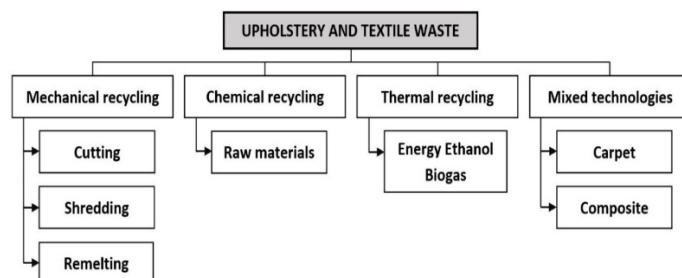 UPHOLSTERY AND TEXTILE WASTE
Mechanical recycling
Chemical recycling
Thermal recycling
Mixed technologies
Cutting
Raw materials
Energy Ethanol
Biogas
Carpet
Shredding
Composite
Remelting